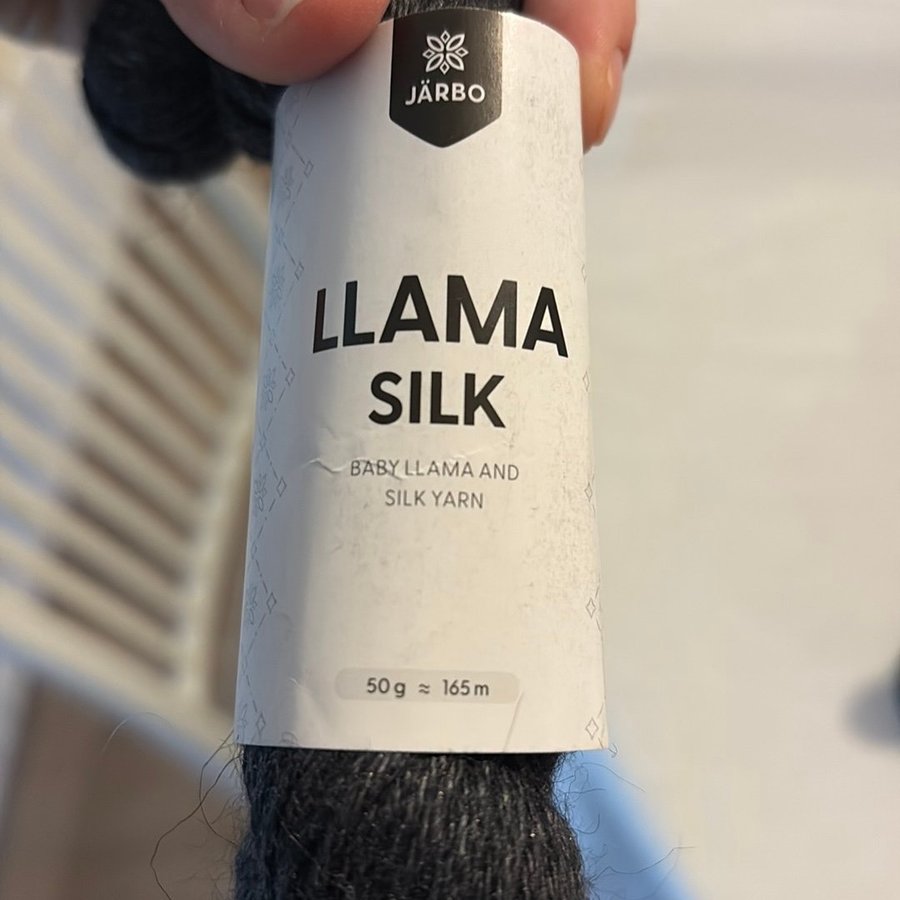 JÄRBO
LLAMA
SILK
BABY LLAMA AND
SILK YARN
50 g ≈ 165 m